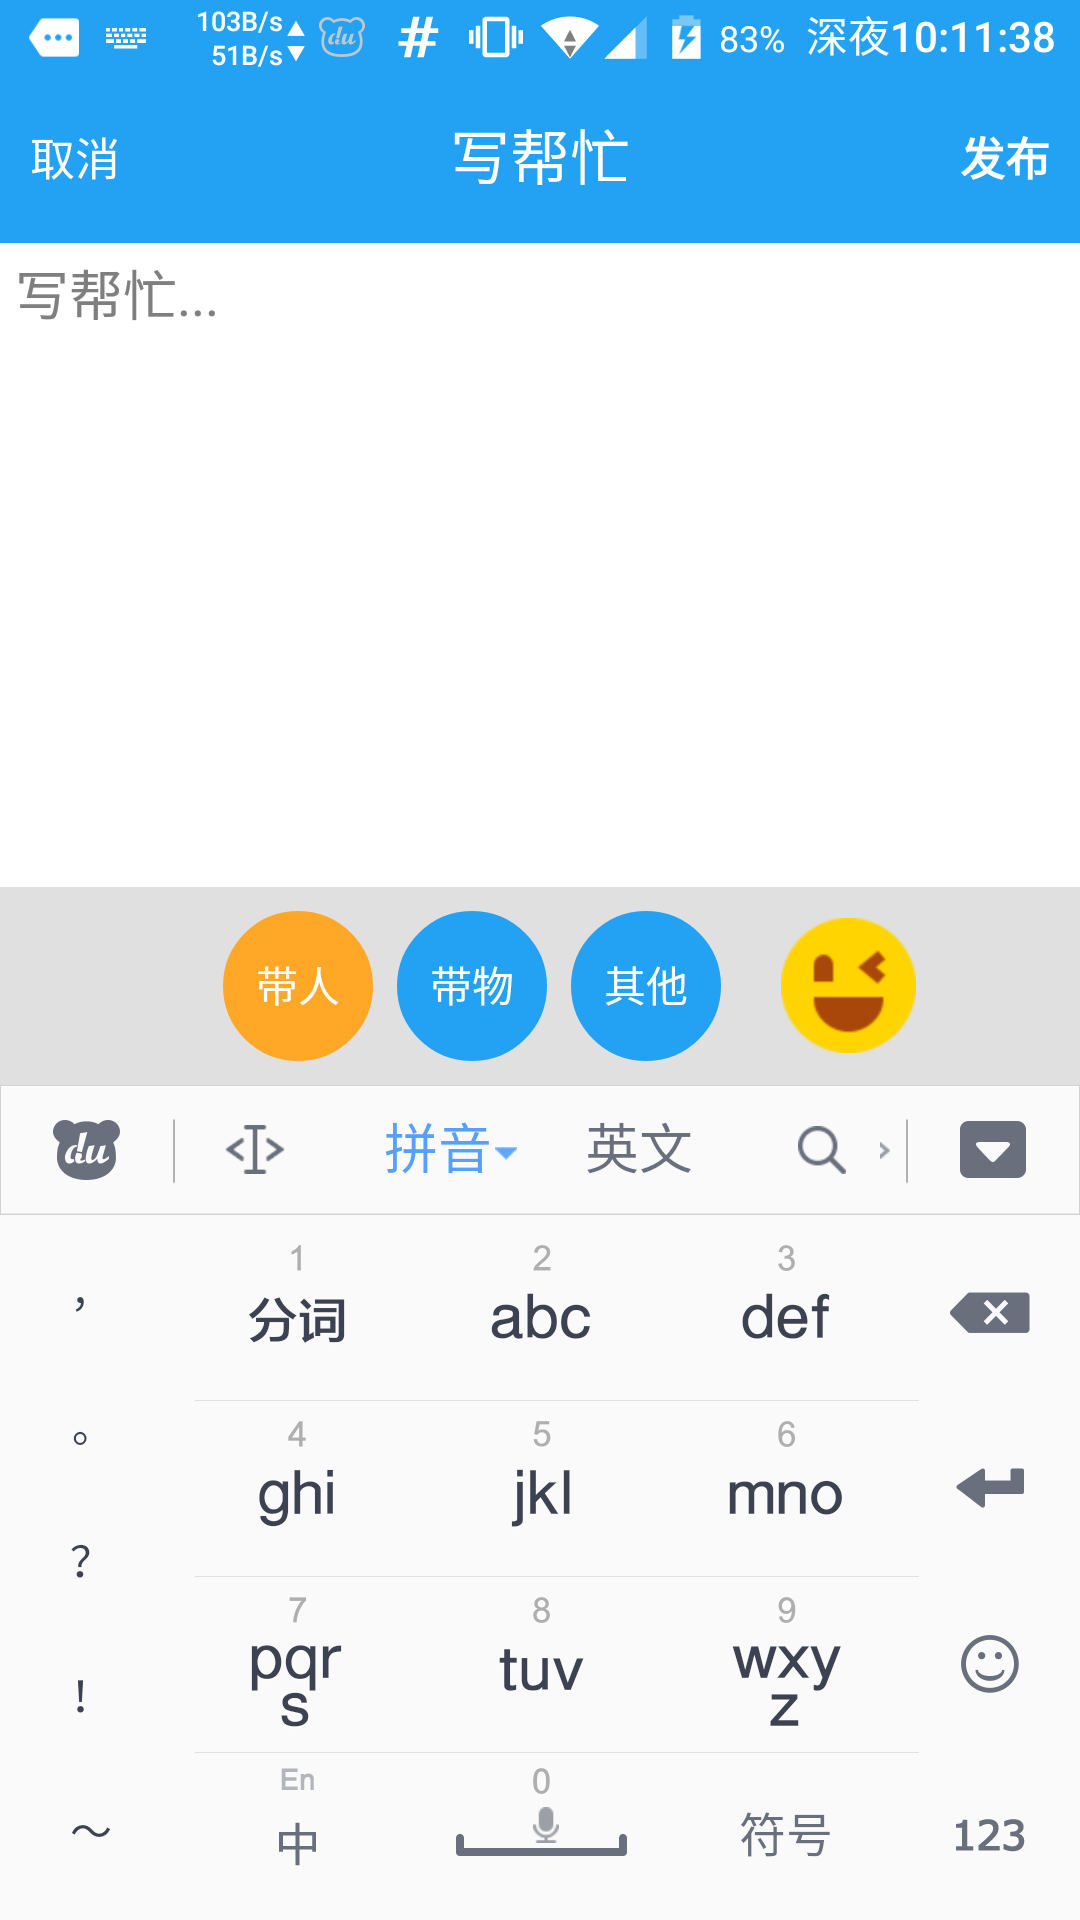 103B/s
51B/s
du
#
83%
深夜10:11:38
取消
写帮忙
发布
写帮忙...
带人
带物
其他
du
拼音
英文
,
1
分词
2
abc
3
def
。
4
ghi
5
jkl
6
mno
?
7
pqrs
8
tuv
9
wxyz
!
~
En
中
0
符号
123